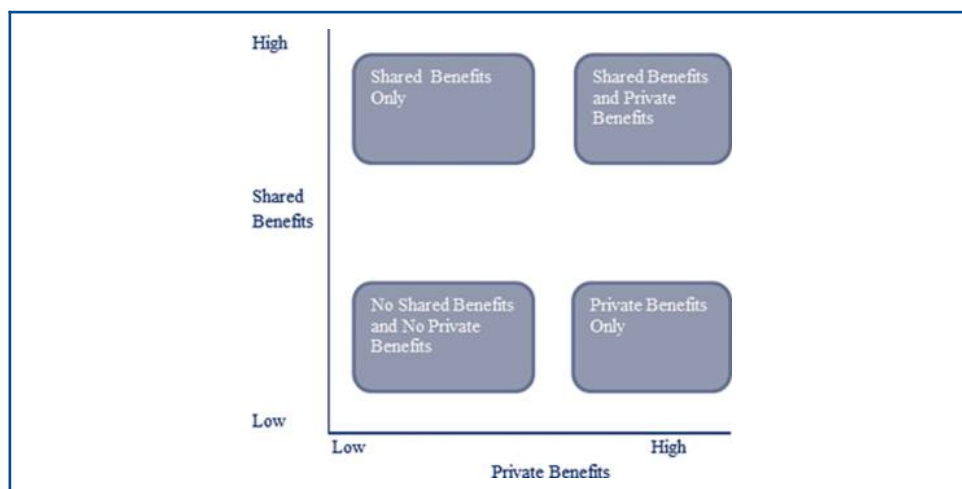 High
Shared Benefits
Only
Shared Benefits
and Private
Benefits
Shared
Benefits
No Shared Benefits
and No Private
Benefits
Private Benefits
Only
Low
Low
High
Private Benefits